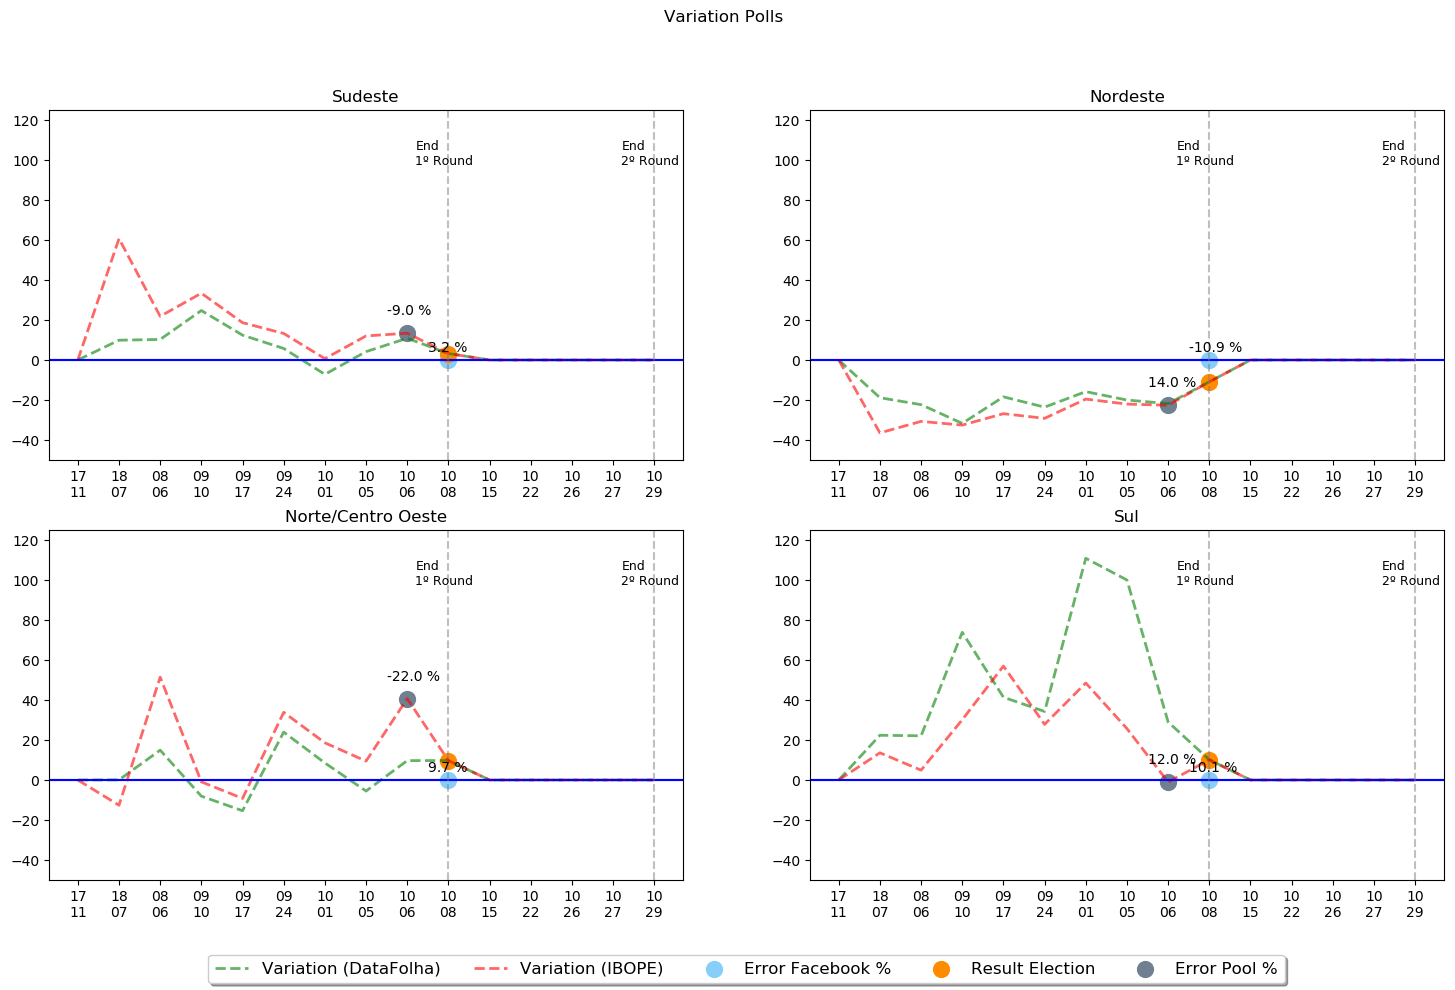 Variation Polls
Sudeste
120
100
80
60
40
20
0
−20
−40
End
1º Round
End
2º Round
-9.0 %
3.2 %
17 18 08 09 09 09 10 10 10 10 10 10 10 10 10
11 07 06 10 17 24 01 05 06 08 15 22 26 27 29
Nordeste
120
100
80
60
40
20
0
−20
−40
End
1º Round
End
2º Round
-10.9 %
14.0 %
17 18 08 09 09 09 10 10 10 10 10 10 10 10 10
11 07 06 10 17 24 01 05 06 08 15 22 26 27 29
Norte/Centro Oeste
120
100
80
60
40
20
0
−20
−40
End
1º Round
End
2º Round
-22.0 %
9.7 %
17 18 08 09 09 09 10 10 10 10 10 10 10 10 10
11 07 06 10 17 24 01 05 06 08 15 22 26 27 29
Sul
120
100
80
60
40
20
0
−20
−40
End
1º Round
End
2º Round
12.0 %
10.1 %
17 18 08 09 09 09 10 10 10 10 10 10 10 10 10
11 07 06 10 17 24 01 05 06 08 15 22 26 27 29
Variation (DataFolha) Variation (IBOPE) Error Facebook % Result Election Error Pool %